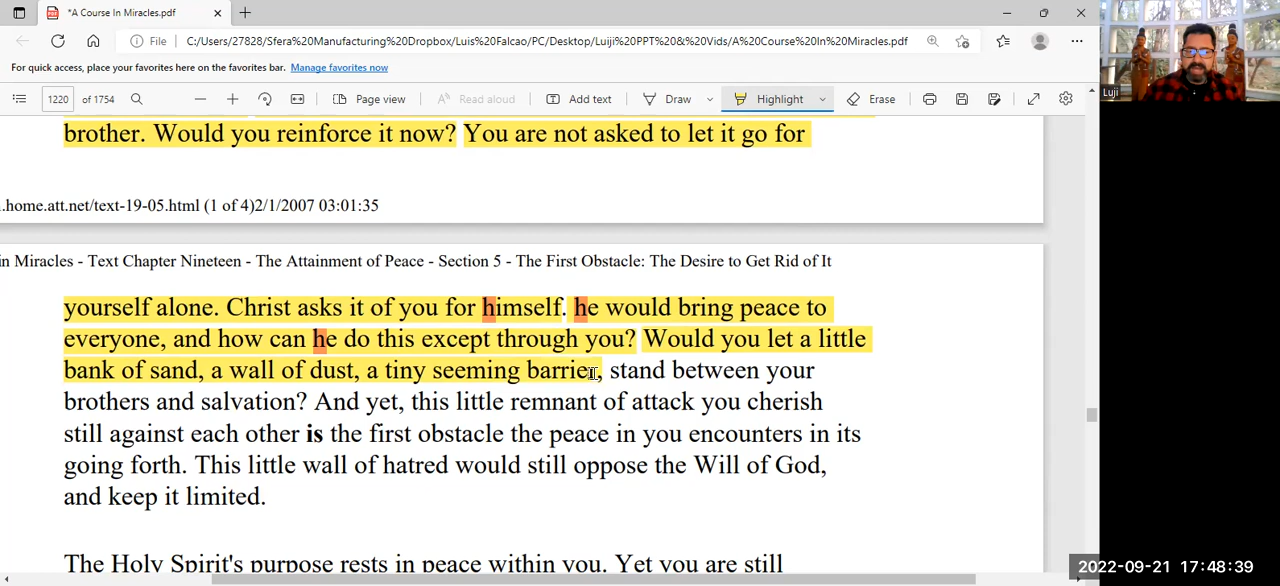 *A Course In Miracles.pdf
File
C:/Users/27828/Sfera%20Manufacturing%20Dropbox/Luis%20Falcao/PC/Desktop/Luiji%20PPT%20&%20Vids/A%20Course%20In%20Miracles.pdf
For quick access, place your favorites here on the favorites bar. Manage favorites now
1220 of 1754
Page view
Read aloud
Add text
Draw
Highlight
Erase
Luji
brother. Would you reinforce it now? You are not asked to let it go for
.home.att.net/text-19-05.html (1 of 4)2/1/2007 03:01:35
in Miracles - Text Chapter Nineteen - The Attainment of Peace - Section 5 - The First Obstacle: The Desire to Get Rid of It
yourself alone. Christ asks it of you for himself. he would bring peace to
everyone, and how can he do this except through you? Would you let a little
bank of sand, a wall of dust, a tiny seeming barrier, stand between your
brothers and salvation? And yet, this little remnant of attack you cherish
still against each other is the first obstacle the peace in you encounters in its
going forth. This little wall of hatred would still oppose the Will of God,
and keep it limited.
The Holy Spirit's purpose rests in peace within you. Yet you are still
2022-09-21 17:48:39